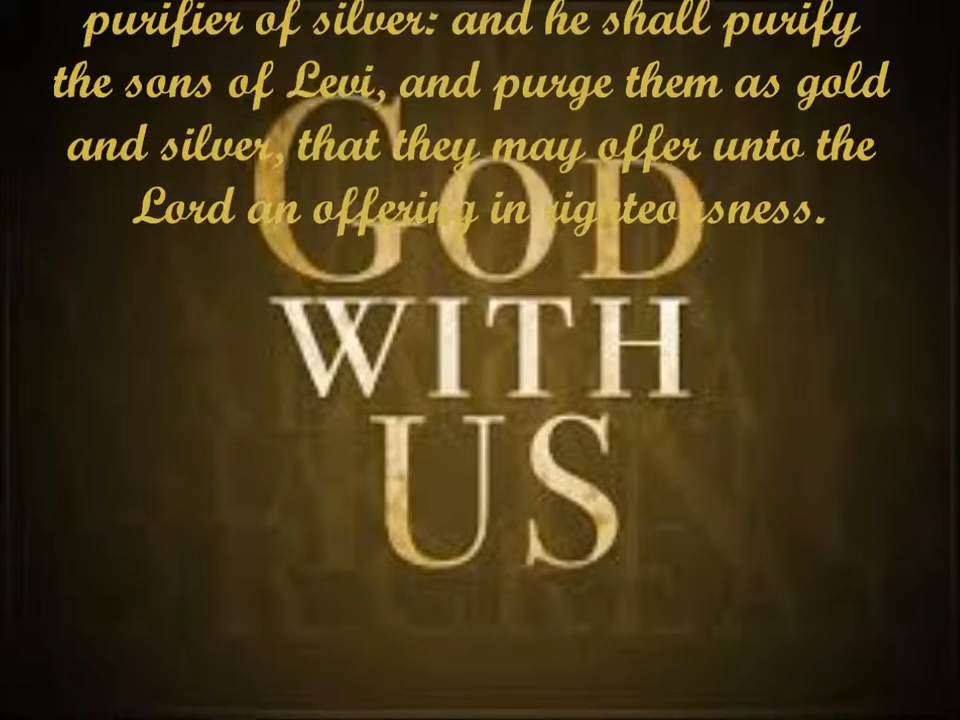 purifier of silver: and he shall purify
the sons of Levi, and purge them as gold
and silver, that they may offer unto the
Lord an offering in righteousness.
GOD
WITH
US